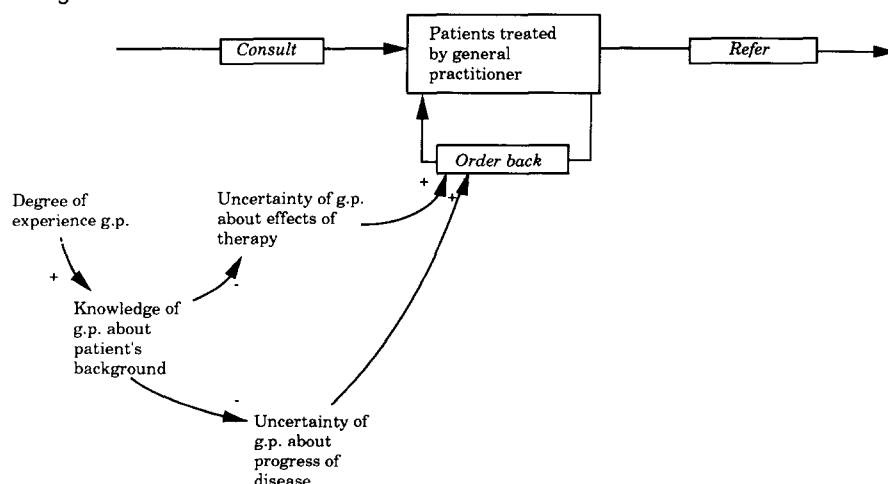 Consult
Patients treated
by general
practitioner
Refer
Order back
+
+
Degree of
experience g.p.
Uncertainty of g.p.
about effects of
therapy
+
-
Knowledge of
g.p. about
patient's
background
-
Uncertainty of
g.p. about
progress of
disease